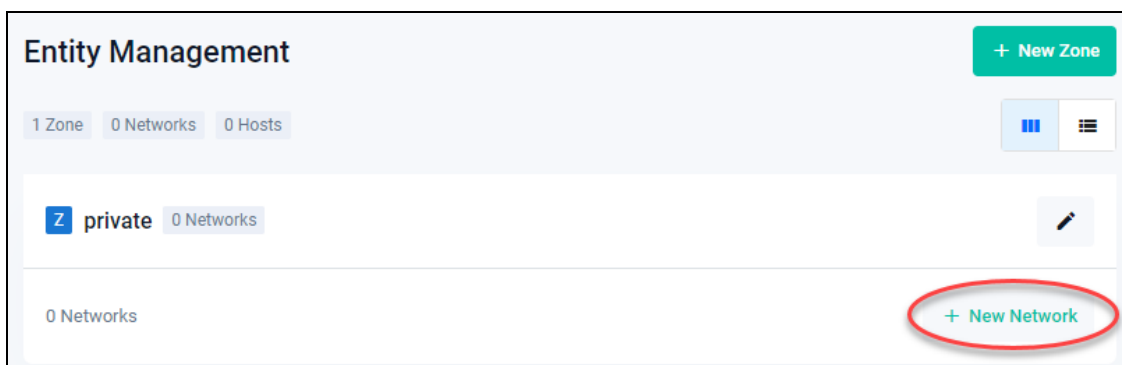 Entity Management
+ New Zone
1 Zone 0 Networks 0 Hosts
Z private 0 Networks
0 Networks
+ New Network